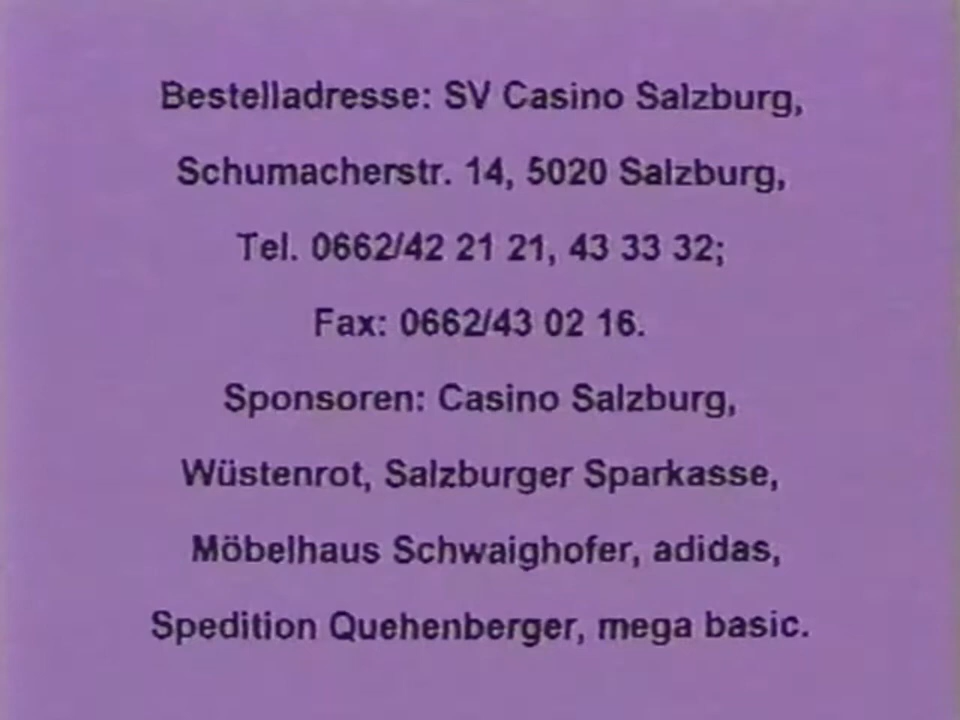 Bestelladresse: SV Casino Salzburg,
Schumacherstr. 14, 5020 Salzburg,
Tel. 0662/42 21 21, 43 33 32;
Fax: 0662/43 02 16.
Sponsoren: Casino Salzburg,
Wüstenrot, Salzburger Sparkasse,
Möbelhaus Schwaighofer, adidas,
Spedition Quehenberger, mega basic.